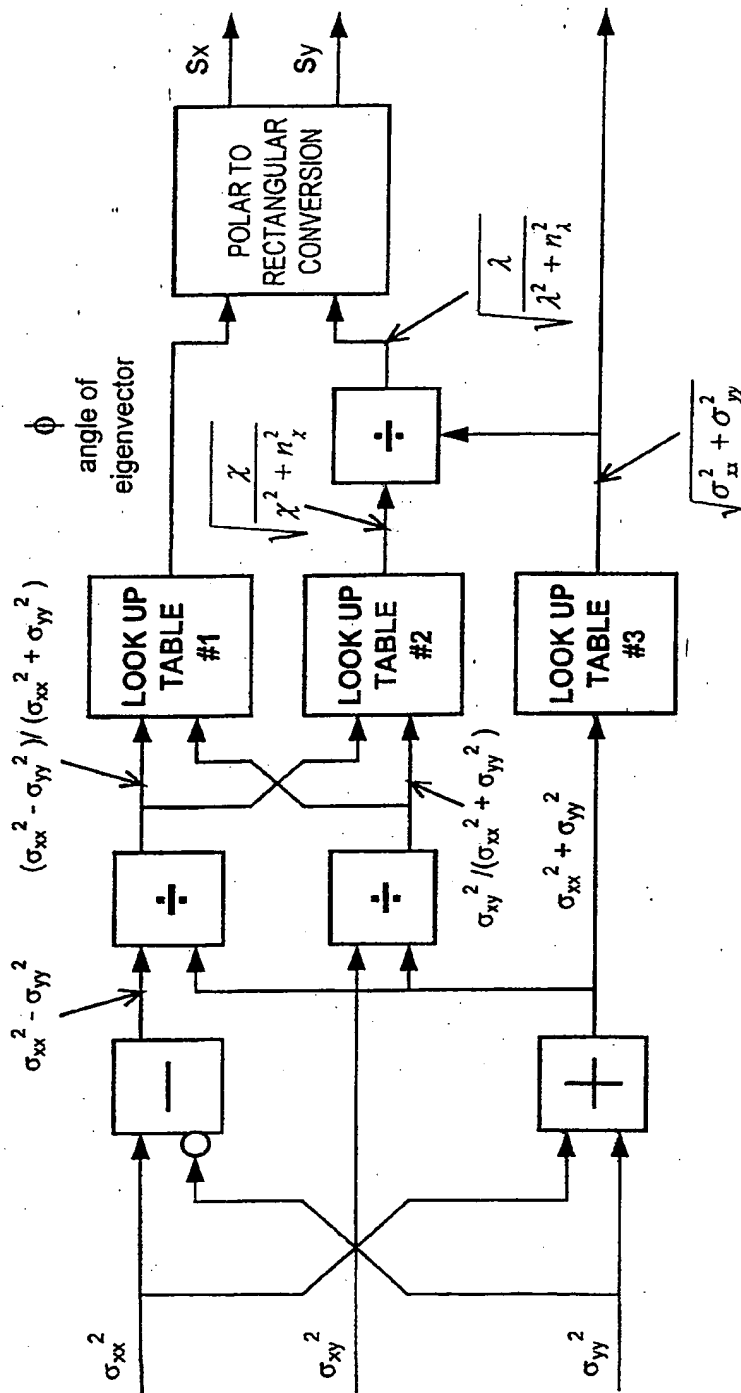 σxx²
σxy²
σyy²
−
+
σxx² - σyy²
÷
÷
(σxx² - σyy²)/(σxx² + σyy²)
σxy²/(σxx² + σyy²)
σxx² + σyy²
LOOK UP
TABLE
#1
LOOK UP
TABLE
#2
LOOK UP
TABLE
#3
ϕ
angle of
eigenvector
√(χ/√(χ² + n²χ))
÷
√(λ/√(λ² + n²λ))
√(σ²xx + σ²yy)
POLAR TO
RECTANGULAR
CONVERSION
Sx
Sy